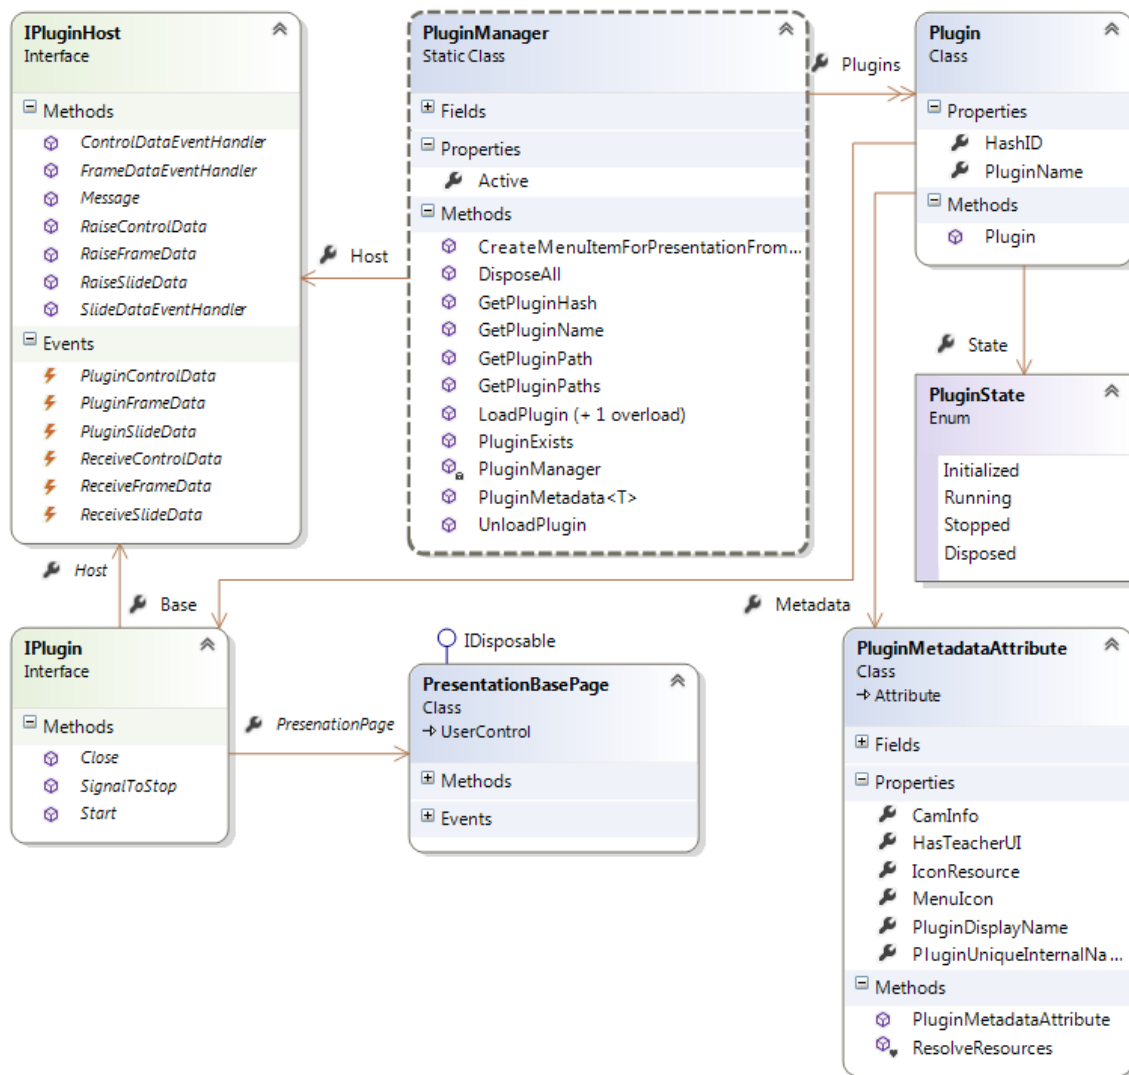 IPluginHost
Interface
Methods
ControlDataEventHandler
FrameDataEventHandler
Message
RaiseControlData
RaiseFrameData
RaiseSlideData
SlideDataEventHandler
Events
PluginControlData
PluginFrameData
PluginSlideData
ReceiveControlData
ReceiveFrameData
ReceiveSlideData
Host
PluginManager
Static Class
Fields
Properties
Active
Methods
CreateMenuItemForPresentationFrom...
DisposeAll
GetPluginHash
GetPluginName
GetPluginPath
GetPluginPaths
LoadPlugin (+ 1 overload)
PluginExists
PluginManager
PluginMetadata<T>
UnloadPlugin
Plugins
Plugin
Class
Properties
HashID
PluginName
Methods
Plugin
State
PluginState
Enum
Initialized
Running
Stopped
Disposed
Host
Base
Metadata
IPlugin
Interface
Methods
Close
SignalToStop
Start
PresenationPage
IDisposable
PresentationBasePage
Class
UserControl
Methods
Events
PluginMetadataAttribute
Class
Attribute
Fields
Properties
CamInfo
HasTeacherUI
IconResource
MenuIcon
PluginDisplayName
PluginUniqueInternalNa...
Methods
PluginMetadataAttribute
ResolveResources